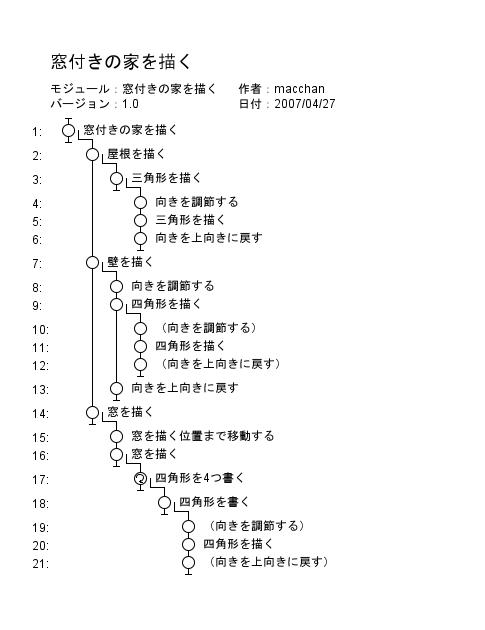 窓付きの家を描く
モジュール：窓付きの家を描く 作者：macchan
バージョン：1.0 日付：2007/04/27
1: 窓付きの家を描く
2: 屋根を描く
3: 三角形を描く
4: 向きを調節する
5: 三角形を描く
6: 向きを上向きに戻す
7: 壁を描く
8: 向きを調節する
9: 四角形を描く
10: （向きを調節する）
11: 四角形を描く
12: （向きを上向きに戻す）
13: 向きを上向きに戻す
14: 窓を描く
15: 窓を描く位置まで移動する
16: 窓を描く
17: 四角形を4つ書く
18: 四角形を書く
19: （向きを調節する）
20: 四角形を描く
21: （向きを上向きに戻す）